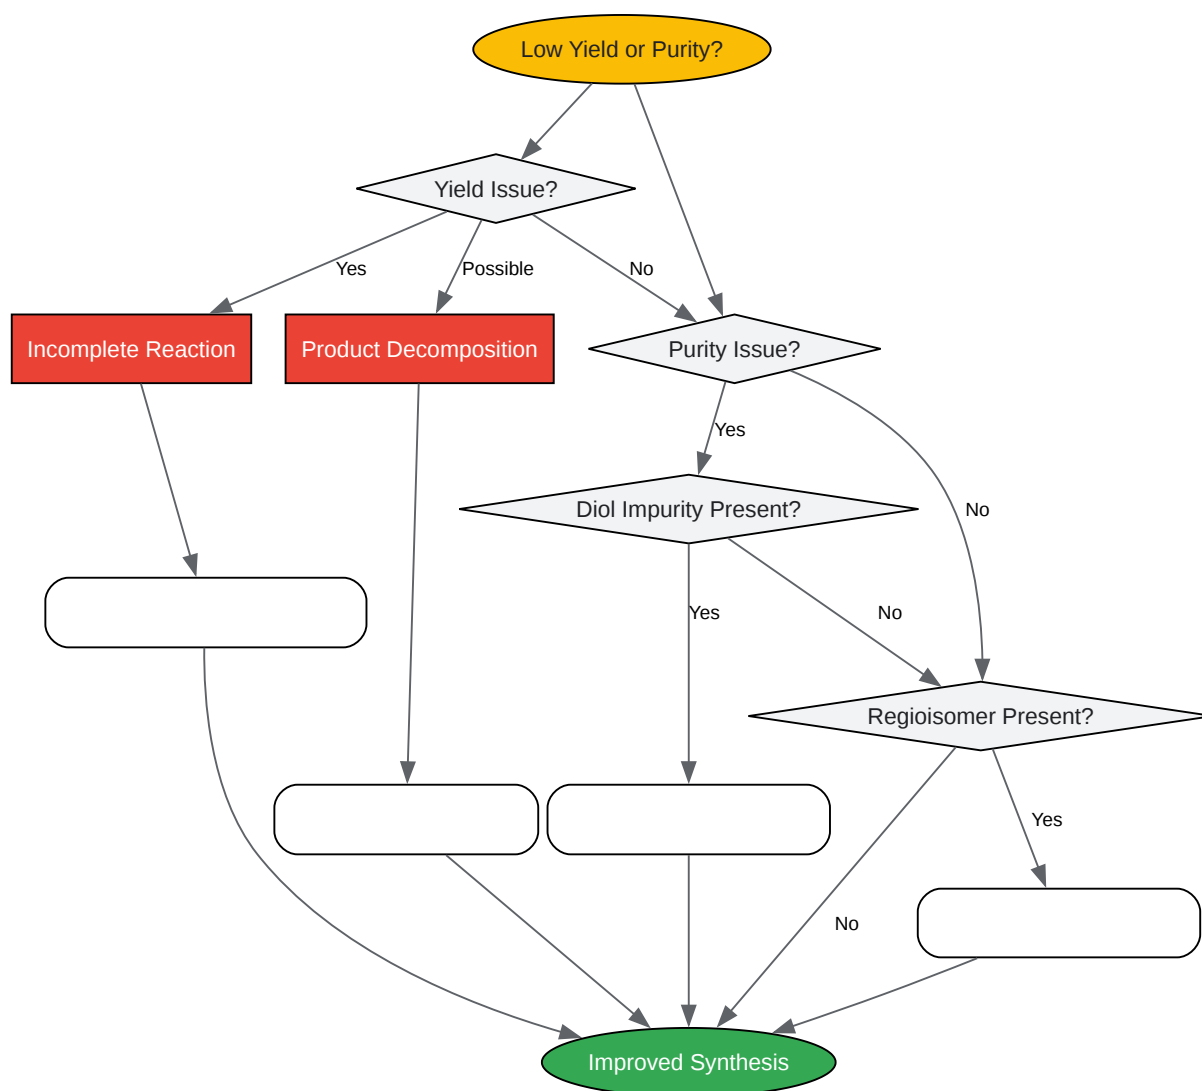 Low Yield or Purity?
Yield Issue?
Yes
Possible
No
Incomplete Reaction
Product Decomposition
Purity Issue?
Yes
Diol Impurity Present?
No
Yes
No
Regioisomer Present?
Yes
No
Improved Synthesis